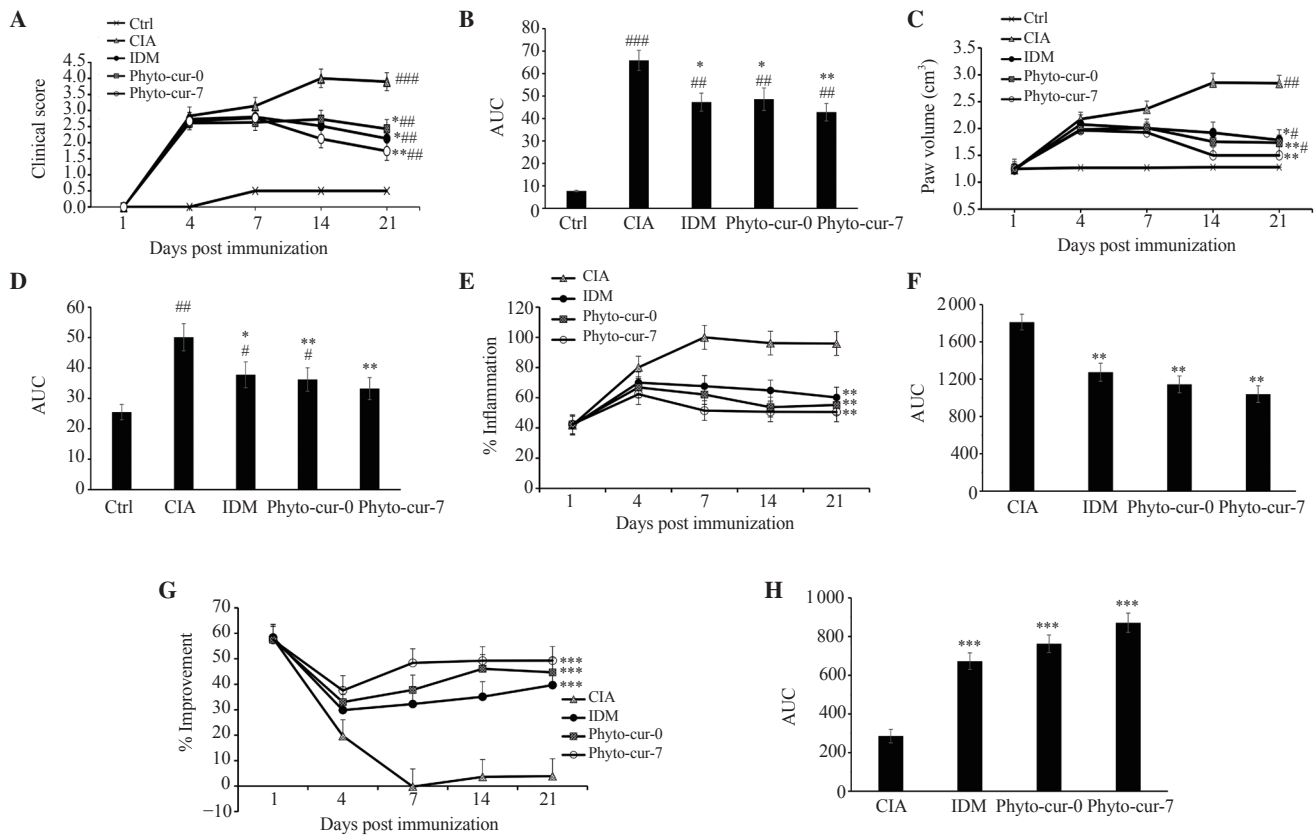 A
Ctrl
CIA
IDM
Phyto-cur-0
Phyto-cur-7
Clinical score
4.5
4.0
3.5
3.0
2.5
2.0
1.5
1.0
0.5
0.0
###
*##
*##
**##
1 4 7 14 21
Days post immunization
B
AUC
80
70
60
50
40
30
20
10
0
###
* * **
## ## ##
Ctrl CIA IDM Phyto-cur-0 Phyto-cur-7
C
Ctrl
CIA
IDM
Phyto-cur-0
Phyto-cur-7
Paw volume (cm3)
3.5
3.0
2.5
2.0
1.5
1.0
0.5
##
*#
**#
**
1 4 7 14 21
Days post immunization
D
AUC
60
50
40
30
20
10
0
##
* ** **
# #
Ctrl CIA IDM Phyto-cur-0 Phyto-cur-7
E
CIA
IDM
Phyto-cur-0
Phyto-cur-7
% Inflammation
120
100
80
60
40
20
0
**
**
**
1 4 7 14 21
Days post immunization
F
AUC
2 000
1 600
1 200
800
400
0
** ** **
CIA IDM Phyto-cur-0 Phyto-cur-7
G
% Improvement
70
60
50
40
30
20
10
0
−10
***
***
***
CIA
IDM
Phyto-cur-0
Phyto-cur-7
1 4 7 14 21
Days post immunization
H
AUC
1 000
800
600
400
200
0
*** *** ***
CIA IDM Phyto-cur-0 Phyto-cur-7